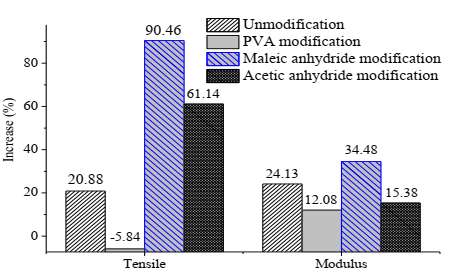 Unmodification
PVA modification
Maleic anhydride modification
Acetic anhydride modification
90.46
61.14
20.88
-5.84
24.13
12.08
34.48
15.38
80
60
40
20
0
Increase (%)
Tensile
Modulus